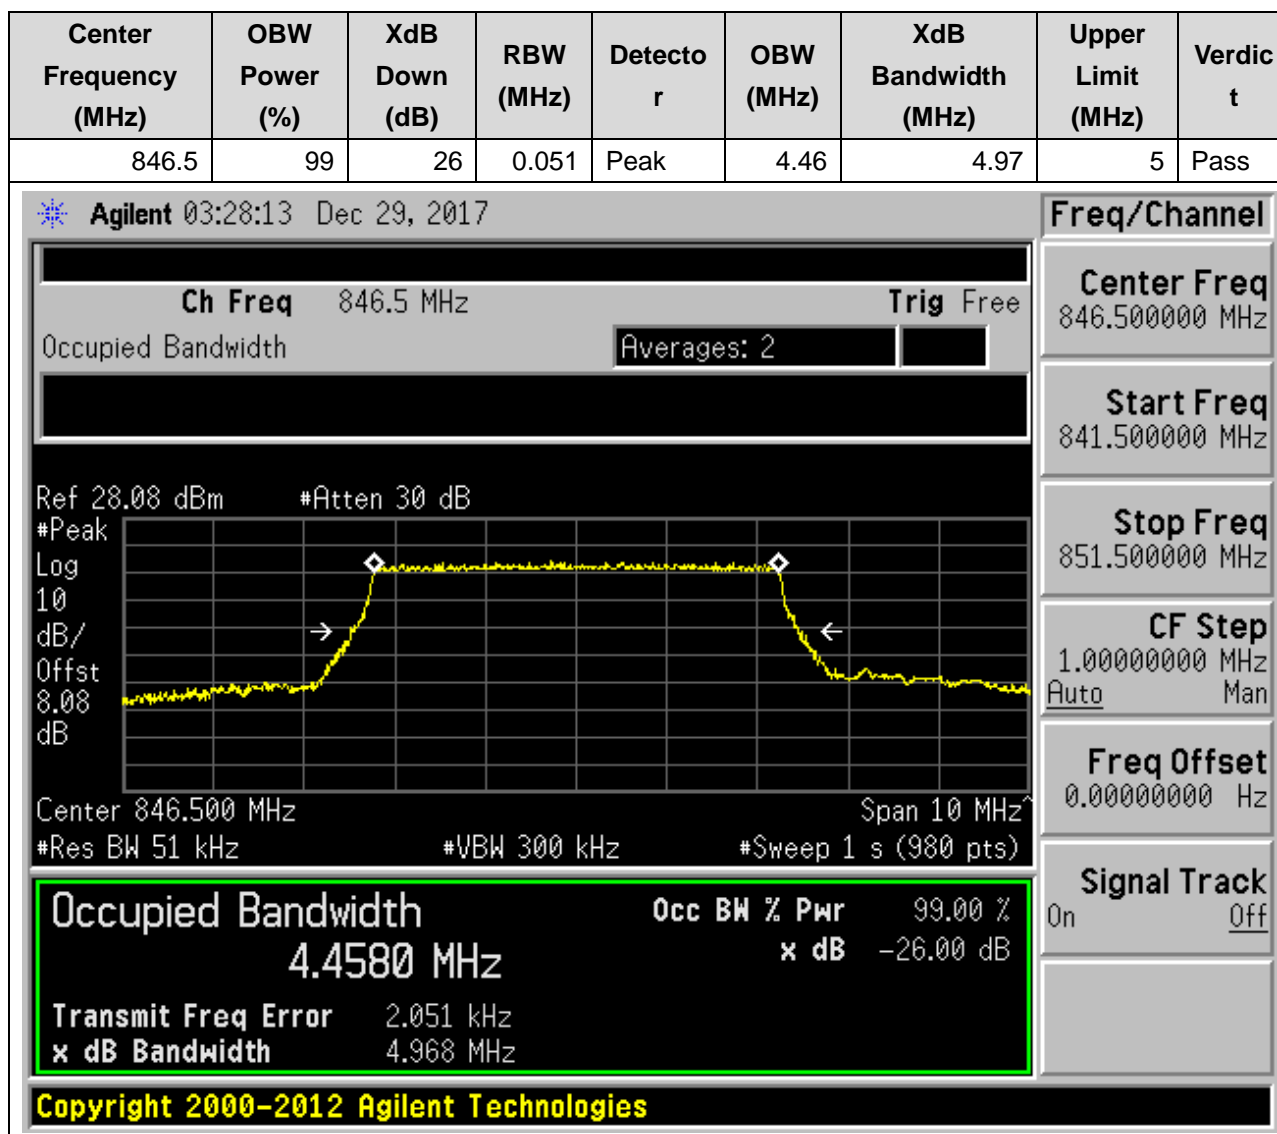 Center Frequency (MHz) OBW Power (%) XdB Down (dB) RBW (MHz) Detecto r OBW (MHz) XdB Bandwidth (MHz) Upper Limit (MHz) Verdic t
846.5 99 26 0.051 Peak 4.46 4.97 5 Pass
Agilent 03:28:13 Dec 29, 2017
Ch Freq 846.5 MHz Trig Free
Occupied Bandwidth Averages: 2
Ref 28.08 dBm #Atten 30 dB
#Peak
Log
10
dB/
Offst
8.08
dB
Center 846.500 MHz Span 10 MHz^
#Res BW 51 kHz #VBW 300 kHz #Sweep 1 s (980 pts)
Occupied Bandwidth Occ BW % Pwr 99.00 %
4.4580 MHz x dB -26.00 dB
Transmit Freq Error 2.051 kHz
x dB Bandwidth 4.968 MHz
Copyright 2000-2012 Agilent Technologies
Freq/Channel
Center Freq
846.500000 MHz
Start Freq
841.500000 MHz
Stop Freq
851.500000 MHz
CF Step
1.00000000 MHz
Auto Man
Freq Offset
0.00000000 Hz
Signal Track
On Off